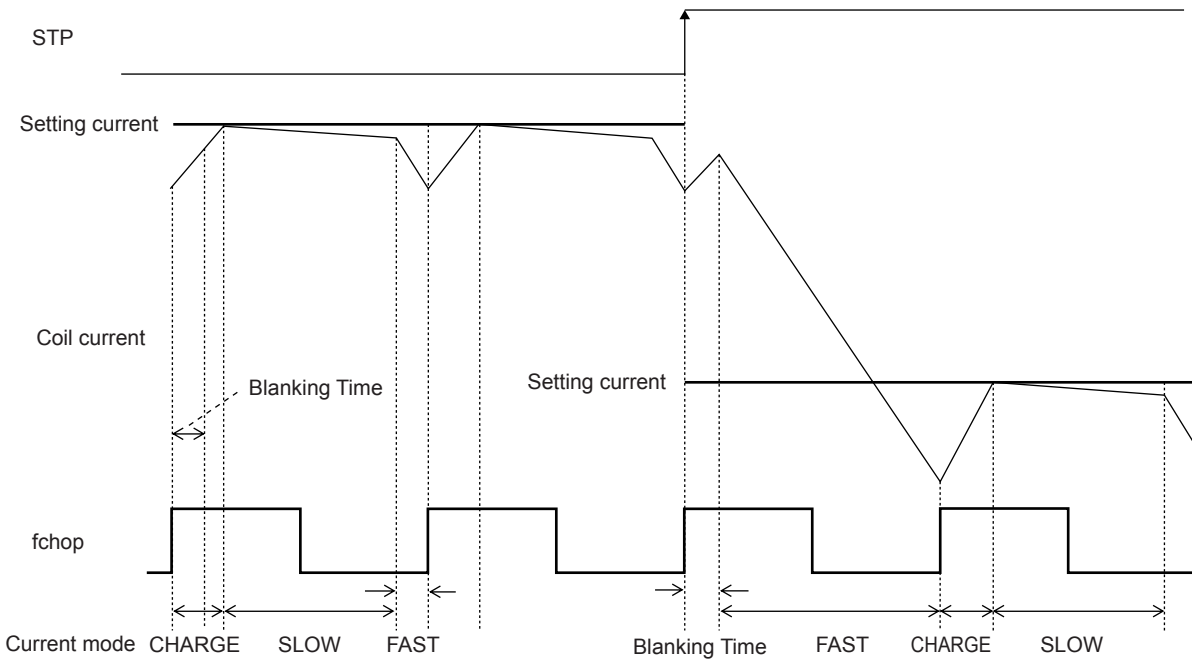 STP
Setting current
Coil current
Setting current
Blanking Time
fchop
Current mode CHARGE SLOW FAST Blanking Time FAST CHARGE SLOW